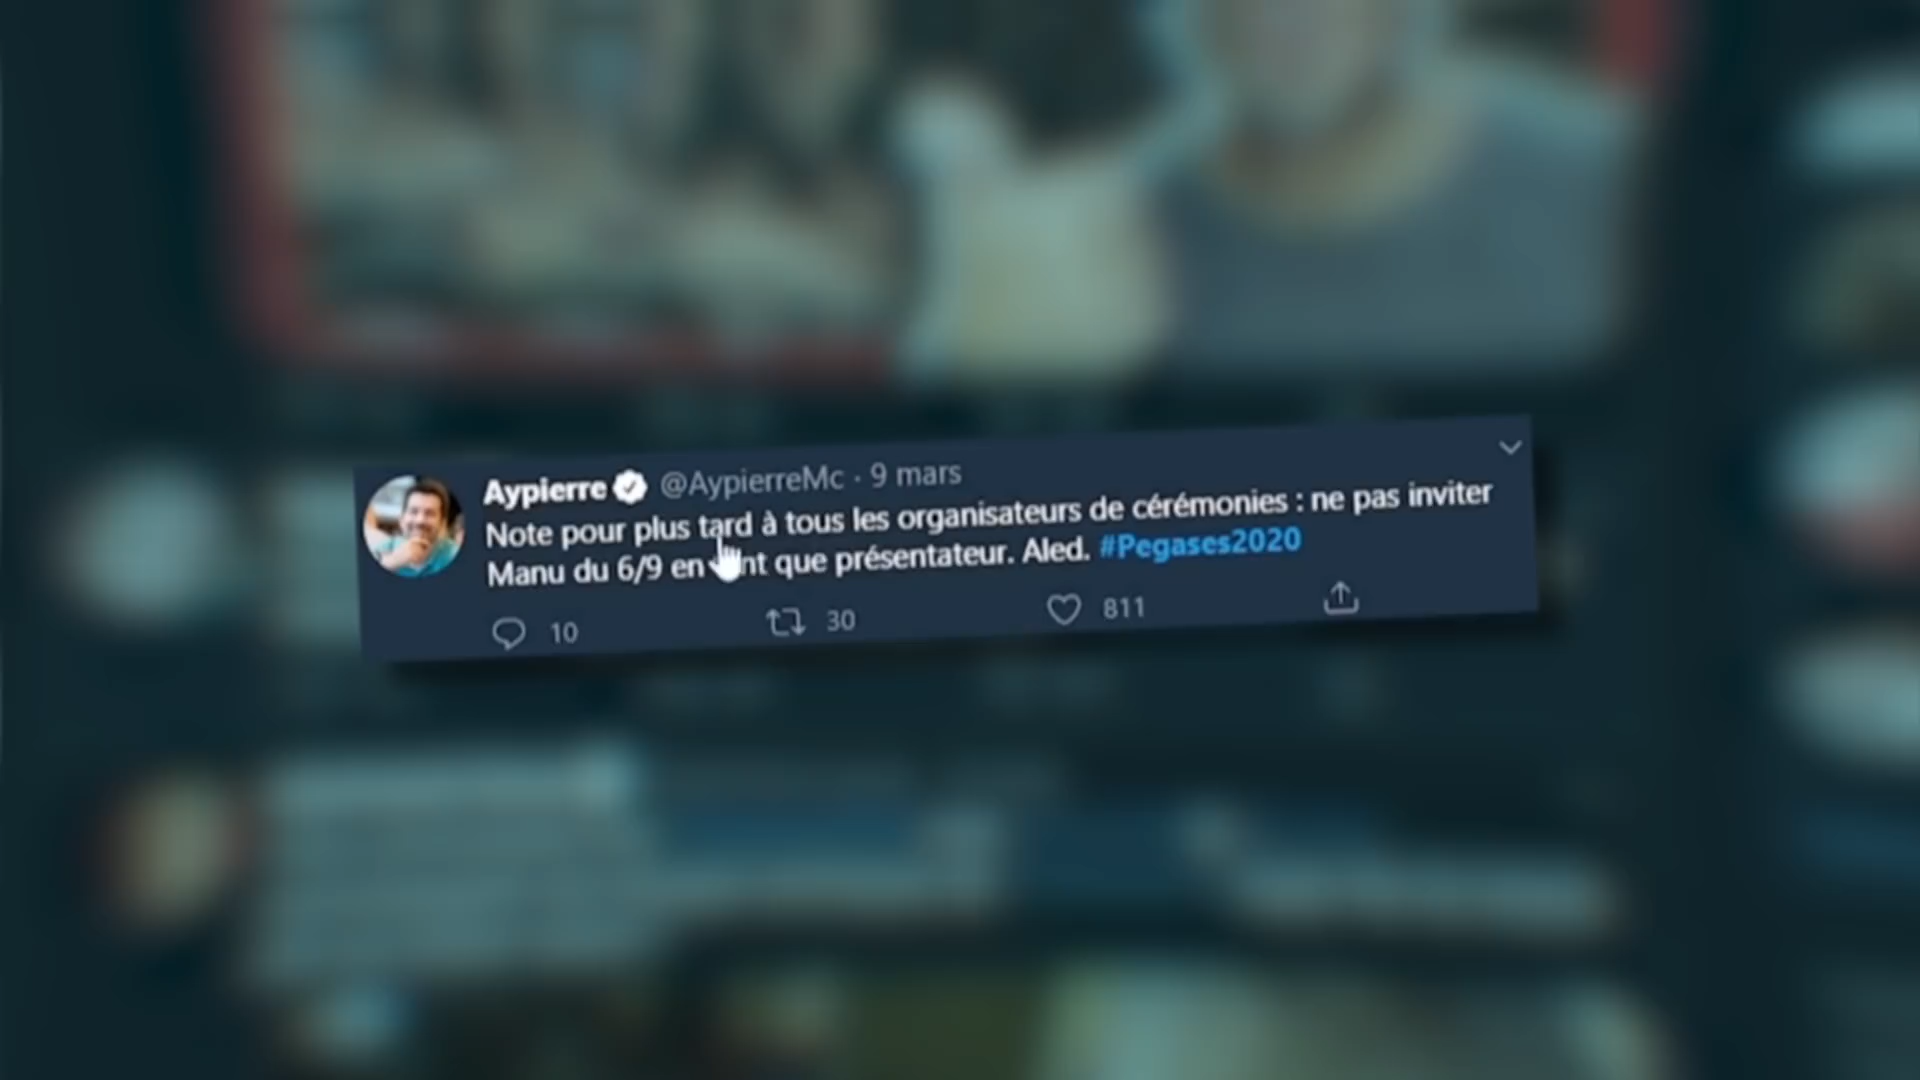 Aypierre @AypierreMc · 9 mars
Note pour plus tard à tous les organisateurs de cérémonies : ne pas inviter
Manu du 6/9 en que présentateur. Aled. #Pegases2020
10 30 811